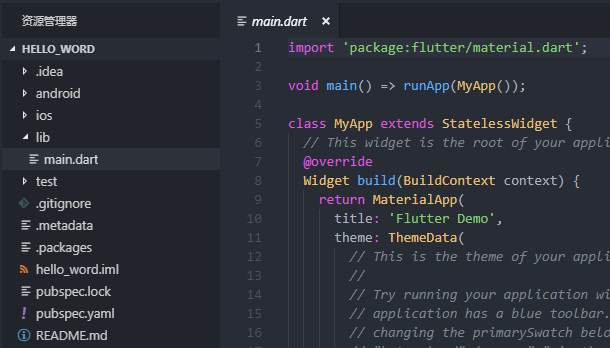 资源管理器
HELLO_WORD
.idea
android
ios
lib
main.dart
test
.gitignore
.metadata
.packages
hello_word.iml
pubspec.lock
pubspec.yaml
README.md
main.dart
1 import 'package:flutter/material.dart';
2
3 void main() => runApp(MyApp());
4
5 class MyApp extends StatelessWidget {
6 // This widget is the root of your appli
7 @override
8 Widget build(BuildContext context) {
9 return MaterialApp(
10 title: 'Flutter Demo',
11 theme: ThemeData(
12 // This is the theme of your appli
13 //
14 // Try running your application wi
15 // application has a blue toolbar.
16 // changing the primarySwatch belo